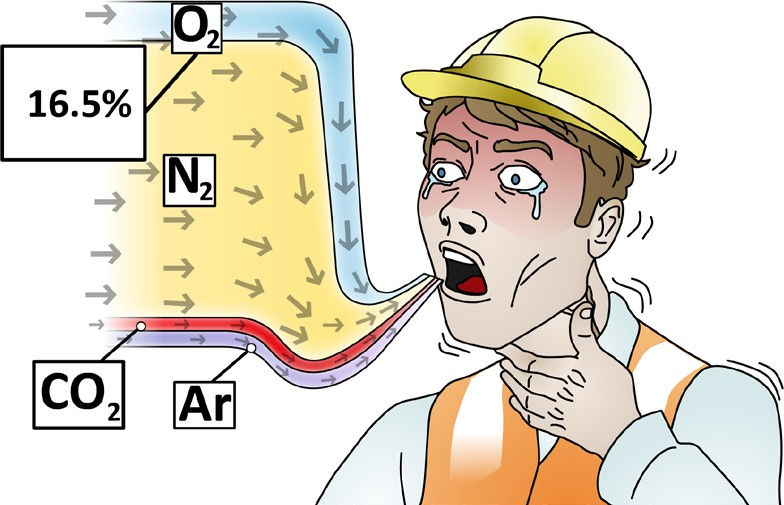 O₂
16.5%
N₂
CO₂
Ar